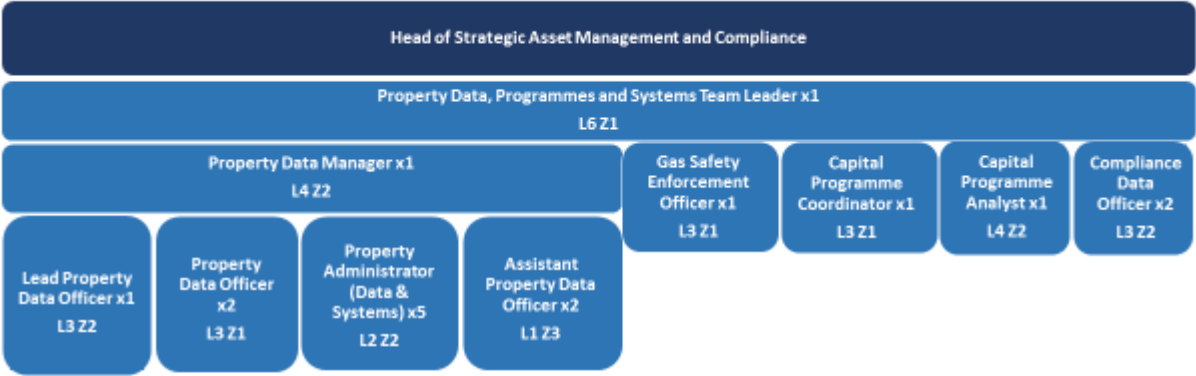 Head of Strategic Asset Management and Compliance
Property Data, Programmes and Systems Team Leader x1
L6 Z1
Property Data Manager x1
L4 Z2
Gas Safety
Enforcement
Officer x1
L3 Z1
Capital
Programme
Coordinator x1
L3 Z1
Capital
Programme
Analyst x1
L4 Z2
Compliance
Data
Officer x2
L3 Z2
Lead Property
Data Officer x1
L3 Z2
Property
Data Officer
x2
L3 Z1
Property
Administrator
(Data &
Systems) x5
L2 Z2
Assistant
Property Data
Officer x2
L1 Z3